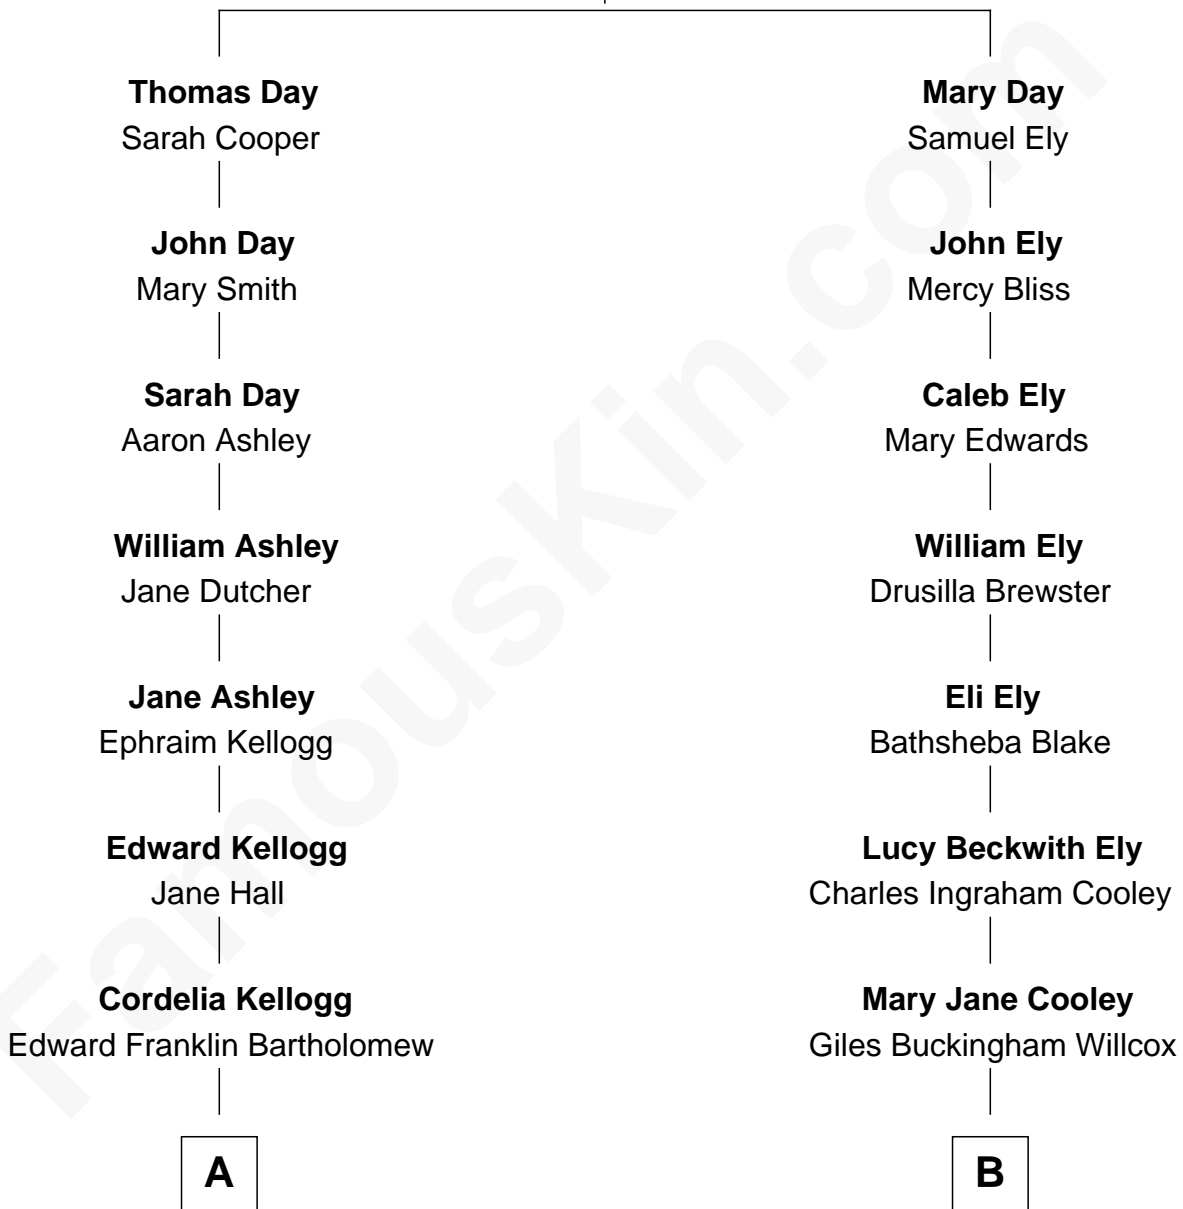 Thomas Day
Sarah Cooper
John Day
Mary Smith
Sarah Day
Aaron Ashley
William Ashley
Jane Dutcher
Jane Ashley
Ephraim Kellogg
Edward Kellogg
Jane Hall
Cordelia Kellogg
Edward Franklin Bartholomew
A
Mary Day
Samuel Ely
John Ely
Mercy Bliss
Caleb Ely
Mary Edwards
William Ely
Drusilla Brewster
Eli Ely
Bathsheba Blake
Lucy Beckwith Ely
Charles Ingraham Cooley
Mary Jane Cooley
Giles Buckingham Willcox
B
FamousKin.com